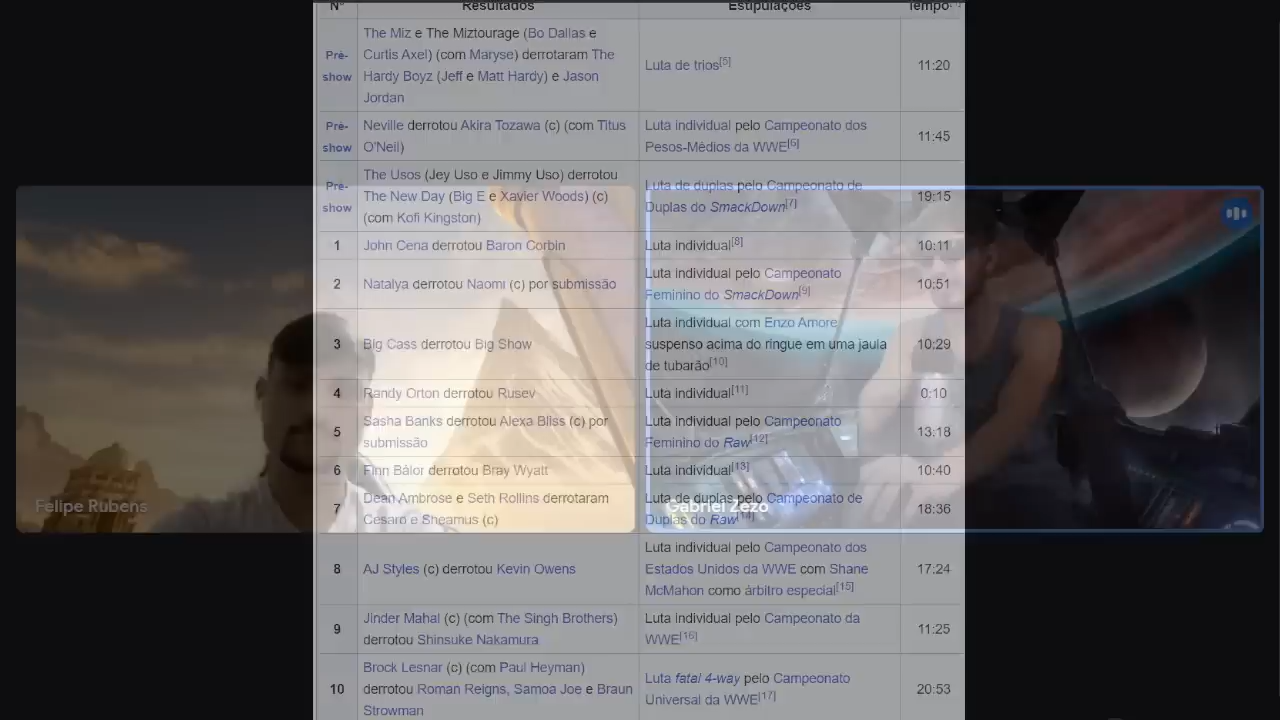 Nº Resultados Estipulações Tempo[4]
Pré-show
The Miz e The Miztourage (Bo Dallas e
Curtis Axel) (com Maryse) derrotaram The
Hardy Boyz (Jeff e Matt Hardy) e Jason
Jordan
Luta de trios[5]
11:20
Pré-show
Neville derrotou Akira Tozawa (c) (com Titus
O'Neil)
Luta individual pelo Campeonato dos
Pesos-Médios da WWE[6]
11:45
Pré-show
The Usos (Jey Uso e Jimmy Uso) derrotou
The New Day (Big E e Xavier Woods) (c)
(com Kofi Kingston)
Luta de duplas pelo Campeonato de
Duplas do SmackDown[7]
19:15
1
John Cena derrotou Baron Corbin
Luta individual[8]
10:11
2
Natalya derrotou Naomi (c) por submissão
Luta individual pelo Campeonato
Feminino do SmackDown[9]
10:51
3
Big Cass derrotou Big Show
Luta individual com Enzo Amore
suspenso acima do ringue em uma jaula
de tubarão[10]
10:29
4
Randy Orton derrotou Rusev
Luta individual[11]
0:10
5
Sasha Banks derrotou Alexa Bliss (c) por
submissão
Luta individual pelo Campeonato
Feminino do Raw[12]
13:18
6
Finn Bálor derrotou Bray Wyatt
Luta individual[13]
10:40
7
Dean Ambrose e Seth Rollins derrotaram
Cesaro e Sheamus (c)
Luta de duplas pelo Campeonato de
Duplas do Raw[14]
18:36
8
AJ Styles (c) derrotou Kevin Owens
Luta individual pelo Campeonato dos
Estados Unidos da WWE com Shane
McMahon como árbitro especial[15]
17:24
9
Jinder Mahal (c) (com The Singh Brothers)
derrotou Shinsuke Nakamura
Luta individual pelo Campeonato da
WWE[16]
11:25
10
Brock Lesnar (c) (com Paul Heyman)
derrotou Roman Reigns, Samoa Joe e Braun
Strowman
Luta fatal 4-way pelo Campeonato
Universal da WWE[17]
20:53
Felipe Rubens
Gabriel Zezo